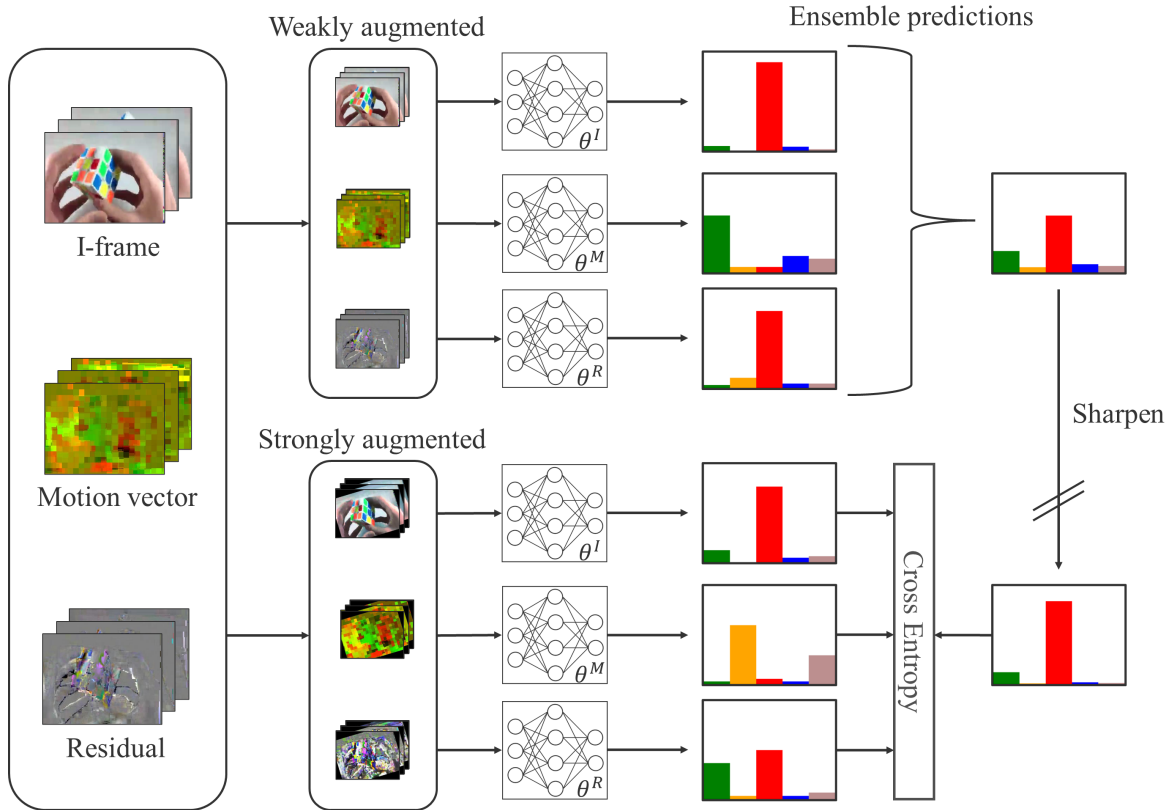 Weakly augmented
Ensemble predictions
I-frame
Motion vector
Residual
θ^I
θ^M
θ^R
Sharpen
Strongly augmented
θ^I
θ^M
θ^R
Cross Entropy